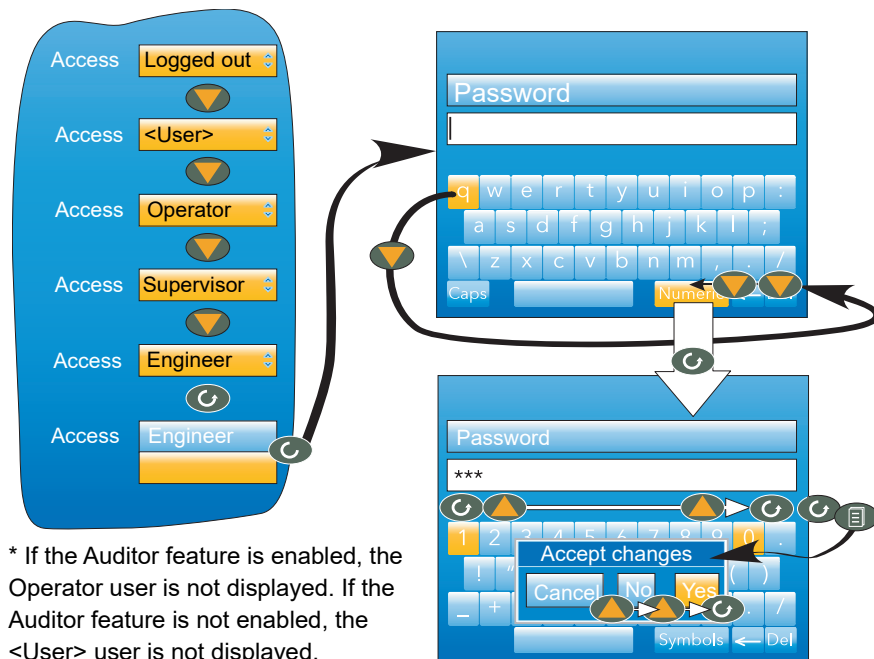 Access Logged out
Access <User>
Access Operator
Access Supervisor
Access Engineer
Access Engineer
* If the Auditor feature is enabled, the
Operator user is not displayed. If the
Auditor feature is not enabled, the
<User> user is not displayed.
Password
q w e r t y u i o p :
a s d f g h j k l ;
\ z x c v b n m , . /
Caps Numeric
Password
***
1 2 3 4 5 6 7 8 9 0 .
! " ( )
_ + . /
Accept changes
Cancel No Yes
Symbols ← Del